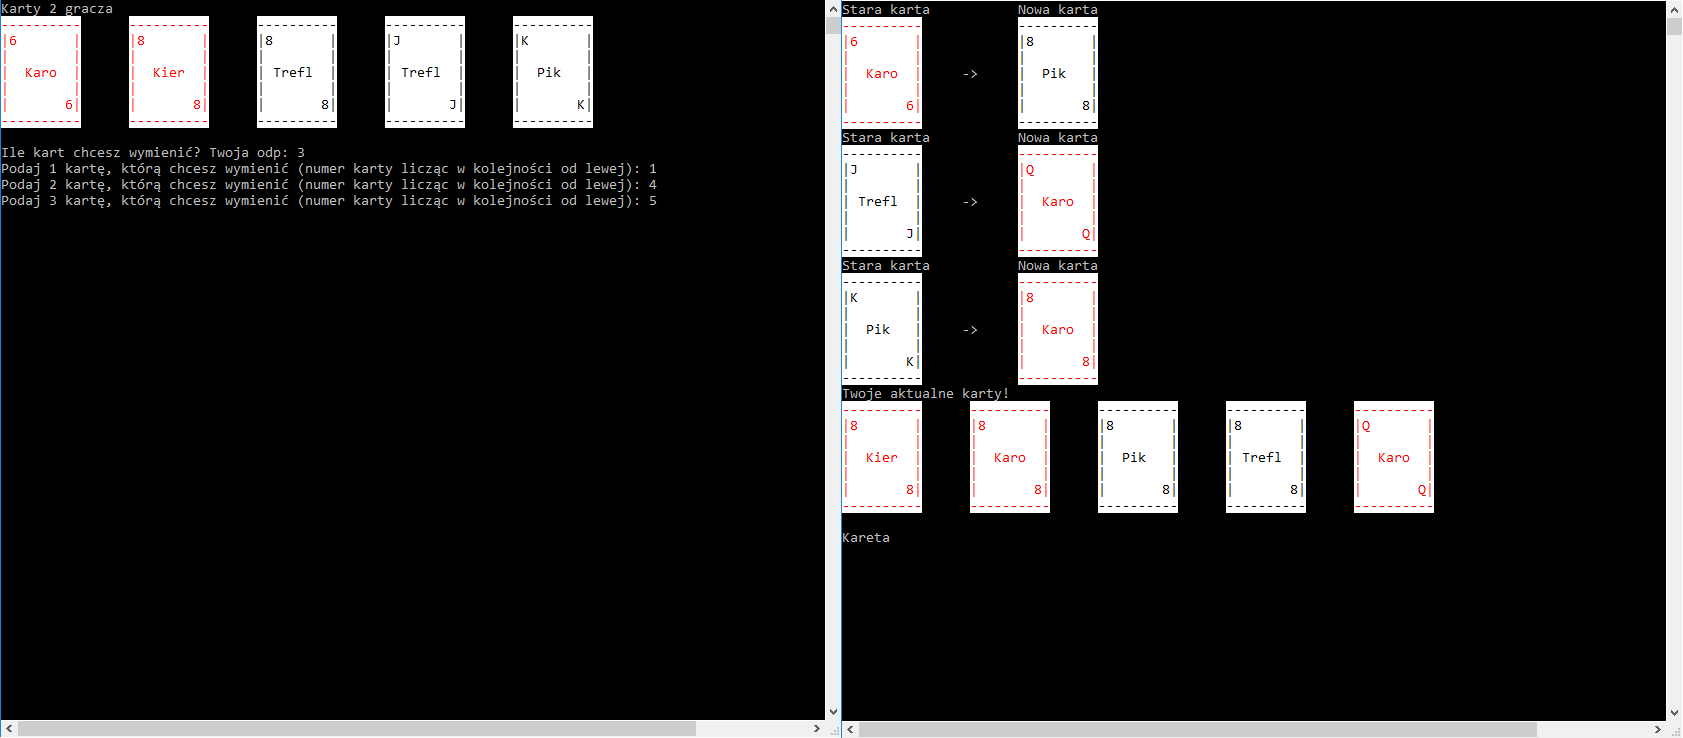 Karty 2 gracza
----------      ----------      ----------      ----------      ----------
|6       |      |8       |      |8       |      |J       |      |K       |
|        |      |        |      |        |      |        |      |        |
|  Karo  |      |  Kier  |      | Trefl  |      | Trefl  |      |  Pik   |
|        |      |        |      |        |      |        |      |        |
|       6|      |       8|      |       8|      |       J|      |       K|
----------      ----------      ----------      ----------      ----------
Ile kart chcesz wymienić? Twoja odp: 3
Podaj 1 kartę, którą chcesz wymienić (numer karty licząc w kolejności od lewej): 1
Podaj 2 kartę, którą chcesz wymienić (numer karty licząc w kolejności od lewej): 4
Podaj 3 kartę, którą chcesz wymienić (numer karty licząc w kolejności od lewej): 5
Stara karta           Nowa karta
----------            ----------
|6       |            |8       |
|        |            |        |
|  Karo  |     ->     |  Pik   |
|        |            |        |
|       6|            |       8|
----------            ----------
Stara karta           Nowa karta
----------            ----------
|J       |            |Q       |
|        |            |        |
| Trefl  |     ->     |  Karo  |
|        |            |        |
|       J|            |       Q|
----------            ----------
Stara karta           Nowa karta
----------            ----------
|K       |            |8       |
|        |            |        |
|  Pik   |     ->     |  Karo  |
|        |            |        |
|       K|            |       8|
----------            ----------
Twoje aktualne karty!
----------      ----------      ----------      ----------      ----------
|8       |      |8       |      |8       |      |8       |      |Q       |
|        |      |        |      |        |      |        |      |        |
|  Kier  |      |  Karo  |      |  Pik   |      | Trefl  |      |  Karo  |
|        |      |        |      |        |      |        |      |        |
|       8|      |       8|      |       8|      |       8|      |       Q|
----------      ----------      ----------      ----------      ----------
Kareta